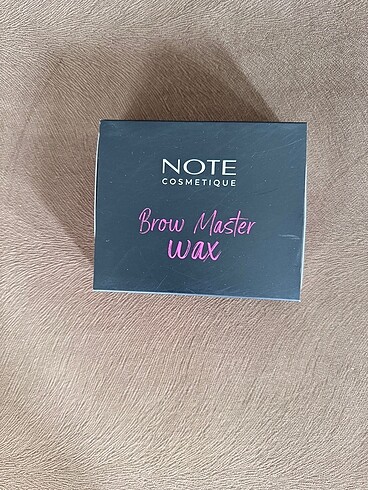 NOTE
COSMETIQUE
Brow Master
wax